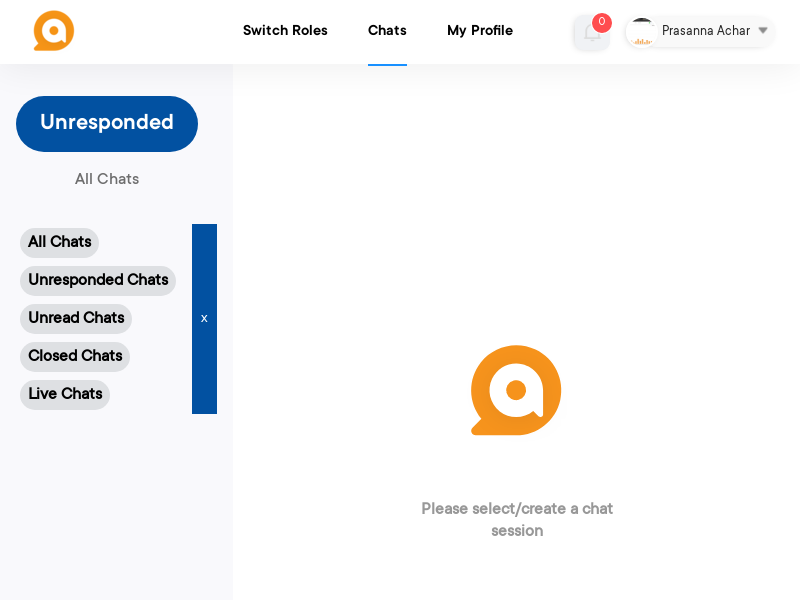 Switch Roles
Chats
My Profile
0
Prasanna Achar
Unresponded
All Chats
All Chats
Unresponded Chats
Unread Chats
Closed Chats
Live Chats
x
Please select/create a chat
session